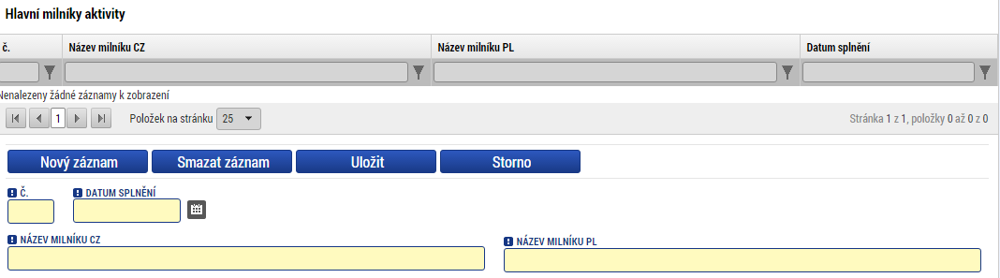 Hlavní milníky aktivity
č. Název milníku CZ Název milníku PL Datum splnění
Nenalezeny žádné záznamy k zobrazení
1 Položek na stránku 25 Stránka 1 z 1, položky 0 až 0 z 0
Nový záznam Smazat záznam Uložit Storno
Č. DATUM SPLNĚNÍ
NÁZEV MILNÍKU CZ NÁZEV MILNÍKU PL